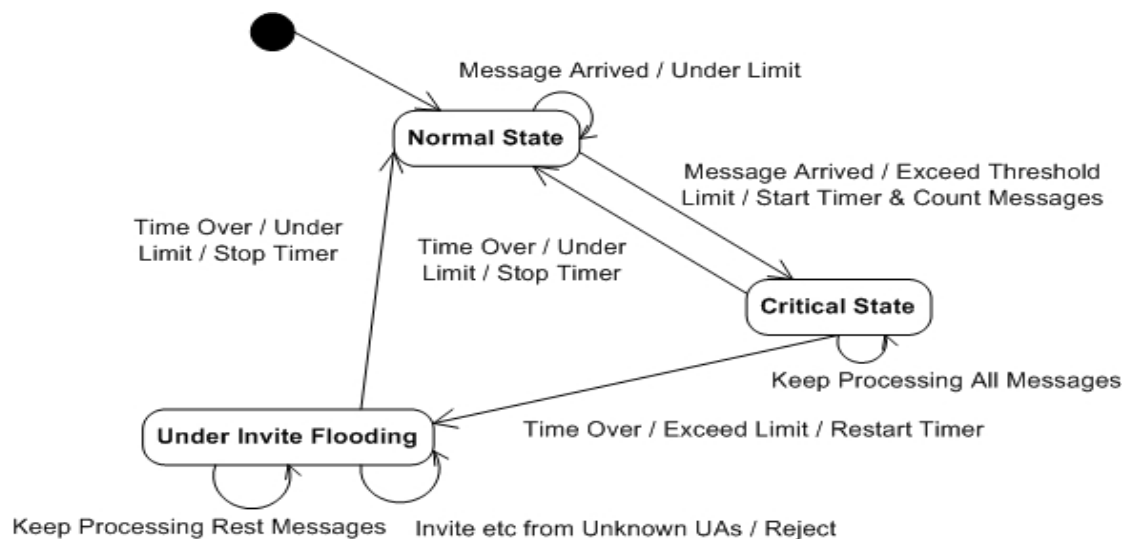 Message Arrived / Under Limit
Normal State
Message Arrived / Exceed Threshold
Limit / Start Timer & Count Messages
Time Over / Under
Limit / Stop Timer
Time Over / Under
Limit / Stop Timer
Critical State
Keep Processing All Messages
Under Invite Flooding
Time Over / Exceed Limit / Restart Timer
Keep Processing Rest Messages
Invite etc from Unknown UAs / Reject